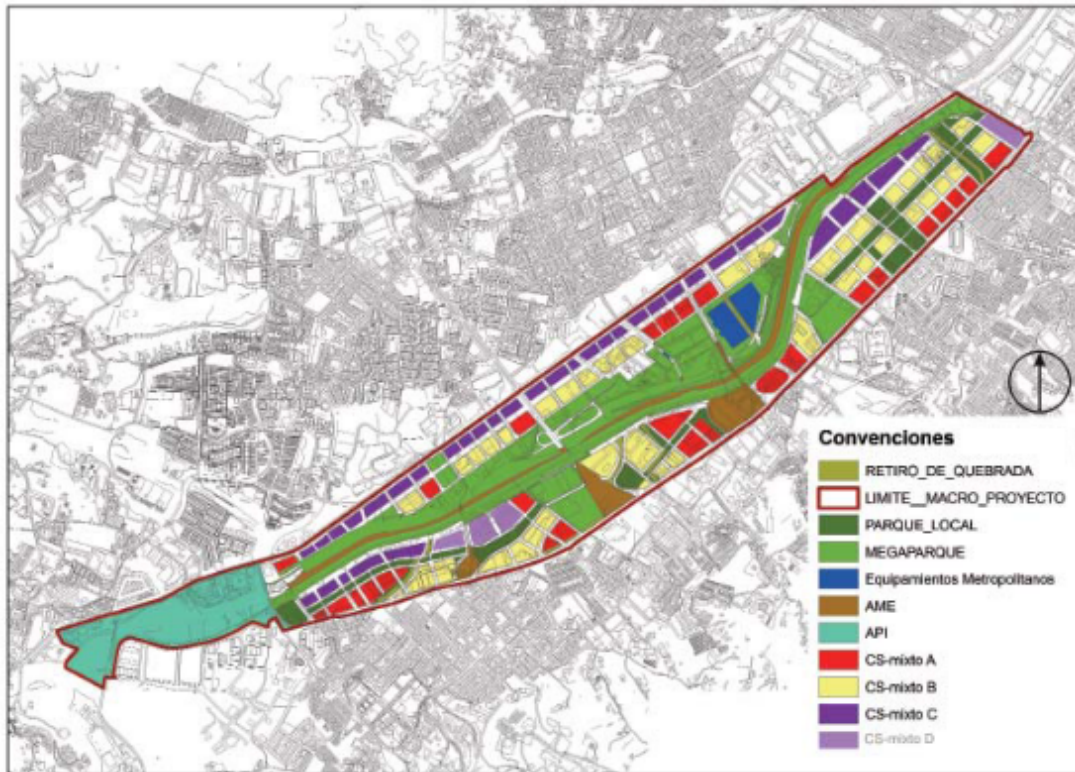 Convenciones
RETIRO_DE_QUEBRADA
LIMITE__MACRO_PROYECTO
PARQUE_LOCAL
MEGAPARQUE
Equipamientos Metropolitanos
AME
API
CS-mixto A
CS-mixto B
CS-mixto C
CS-mixto D